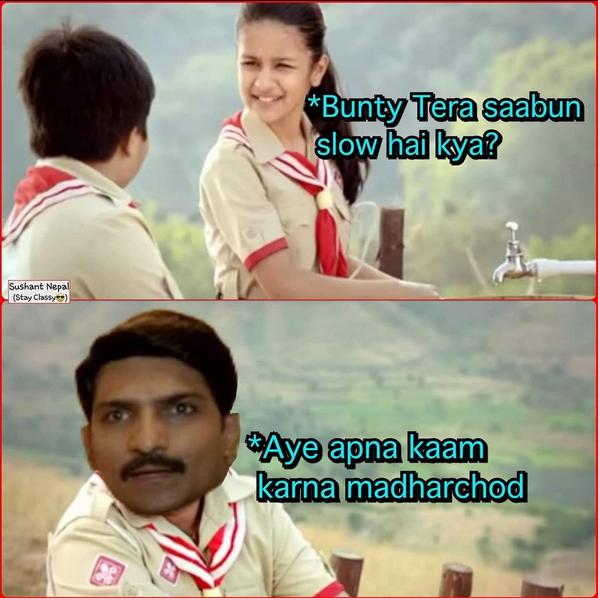 *Bunty Tera saabun
slow hai kya?
Sushant Nepal
(Stay Classy😎)
*Aye apna kaam
karna madharchod